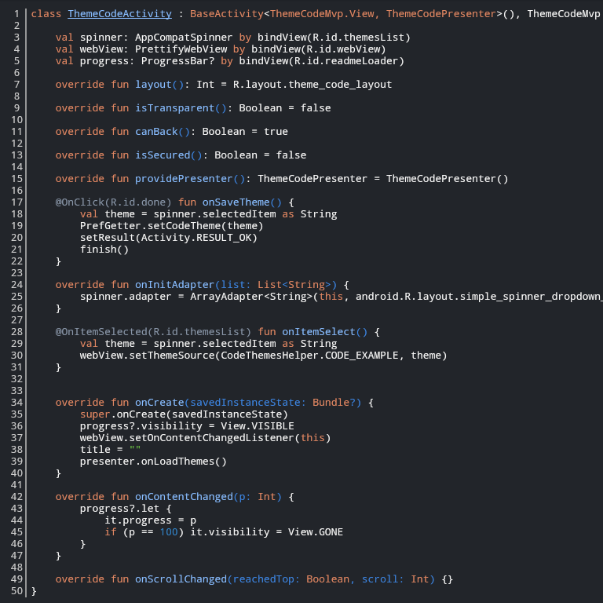 1 class ThemeCodeActivity : BaseActivity<ThemeCodeMvp.View, ThemeCodePresenter>(), ThemeCodeMvp
2
3     val spinner: AppCompatSpinner by bindView(R.id.themesList)
4     val webView: PrettifyWebView by bindView(R.id.webView)
5     val progress: ProgressBar? by bindView(R.id.readmeLoader)
6
7     override fun layout(): Int = R.layout.theme_code_layout
8
9     override fun isTransparent(): Boolean = false
10
11     override fun canBack(): Boolean = true
12
13     override fun isSecured(): Boolean = false
14
15     override fun providePresenter(): ThemeCodePresenter = ThemeCodePresenter()
16
17     @OnClick(R.id.done) fun onSaveTheme() {
18         val theme = spinner.selectedItem as String
19         PrefGetter.setCodeTheme(theme)
20         setResult(Activity.RESULT_OK)
21         finish()
22     }
23
24     override fun onInitAdapter(list: List<String>) {
25         spinner.adapter = ArrayAdapter<String>(this, android.R.layout.simple_spinner_dropdown_
26     }
27
28     @OnItemSelected(R.id.themesList) fun onItemSelect() {
29         val theme = spinner.selectedItem as String
30         webView.setThemeSource(CodeThemesHelper.CODE_EXAMPLE, theme)
31     }
32
33
34     override fun onCreate(savedInstanceState: Bundle?) {
35         super.onCreate(savedInstanceState)
36         progress?.visibility = View.VISIBLE
37         webView.setOnContentChangedListener(this)
38         title = ""
39         presenter.onLoadThemes()
40     }
41
42     override fun onContentChanged(p: Int) {
43         progress?.let {
44             it.progress = p
45             if (p == 100) it.visibility = View.GONE
46         }
47     }
48
49     override fun onScrollChanged(reachedTop: Boolean, scroll: Int) {}
50 }